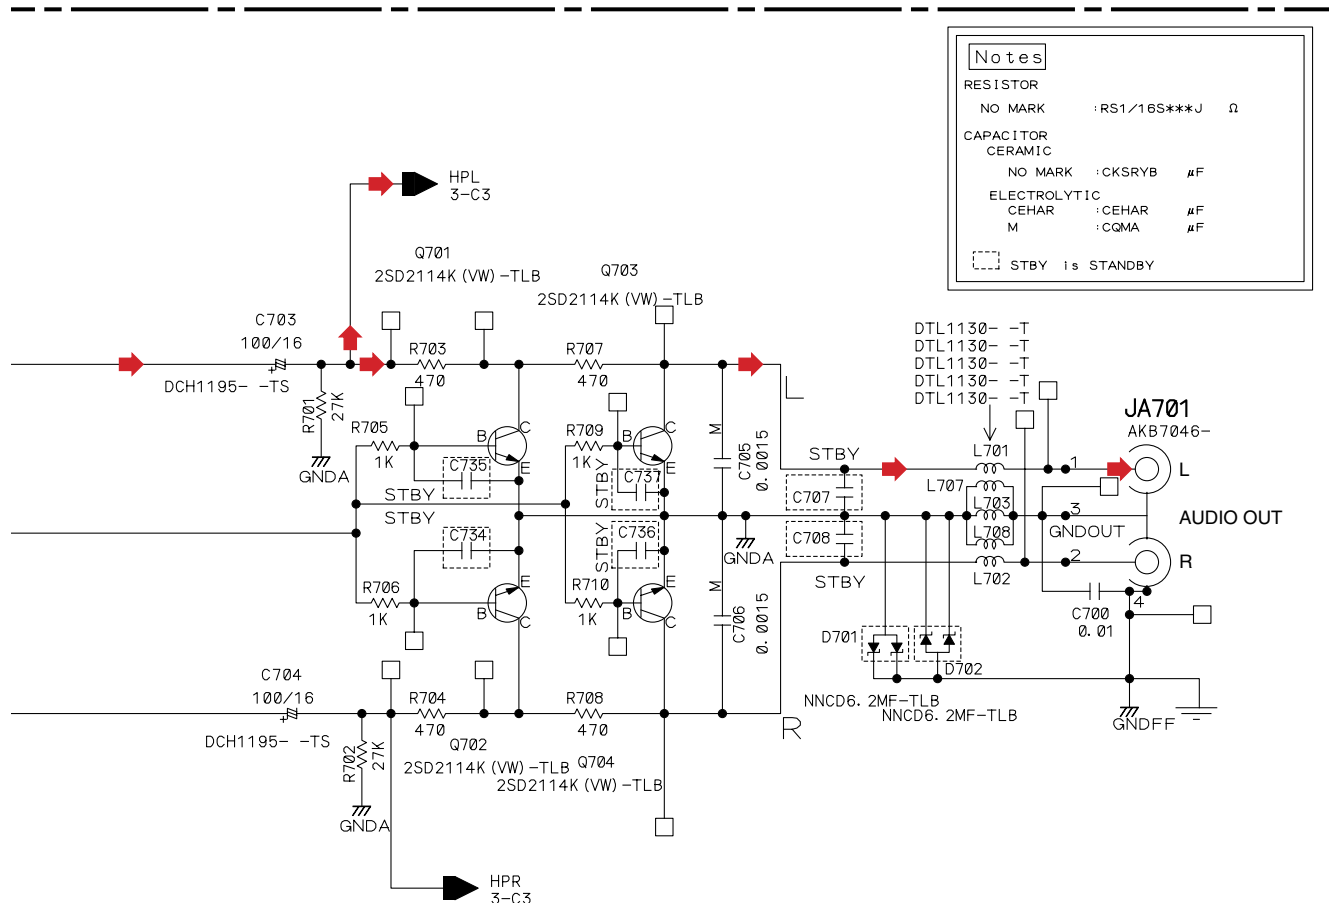 Notes
RESISTOR
NO MARK :RS1/16S***J Ω
CAPACITOR
CERAMIC
NO MARK :CKSRYB μF
ELECTROLYTIC
CEHAR :CEHAR μF
M :CQMA μF
STBY is STANDBY
HPL
3-C3
Q701
2SD2114K(VW)-TLB
Q703
2SD2114K(VW)-TLB
C703
100/16
DCH1195- -TS
R701
27K
GNDA
R703
470
R707
470
R705
1K
R709
1K
B
C
E
B
C
E
C735
STBY
STBY
C737
STBY
C734
STBY
C736
R706
1K
R710
1K
B
E
C
B
E
C
M
C705
0.0015
M
C706
0.0015
GNDA
L
STBY
C707
C708
STBY
DTL1130- -T
DTL1130- -T
DTL1130- -T
DTL1130- -T
DTL1130- -T
L701
L707
L703
L708
L702
JA701
AKB7046-
1
L
3
GNDOUT
AUDIO OUT
2
R
4
C700
0.01
D701
D702
NNCD6.2MF-TLB
NNCD6.2MF-TLB
GNDFF
C704
100/16
DCH1195- -TS
R702
27K
GNDA
R704
470
R708
470
Q702
2SD2114K(VW)-TLB
Q704
2SD2114K(VW)-TLB
R
HPR
3-C3